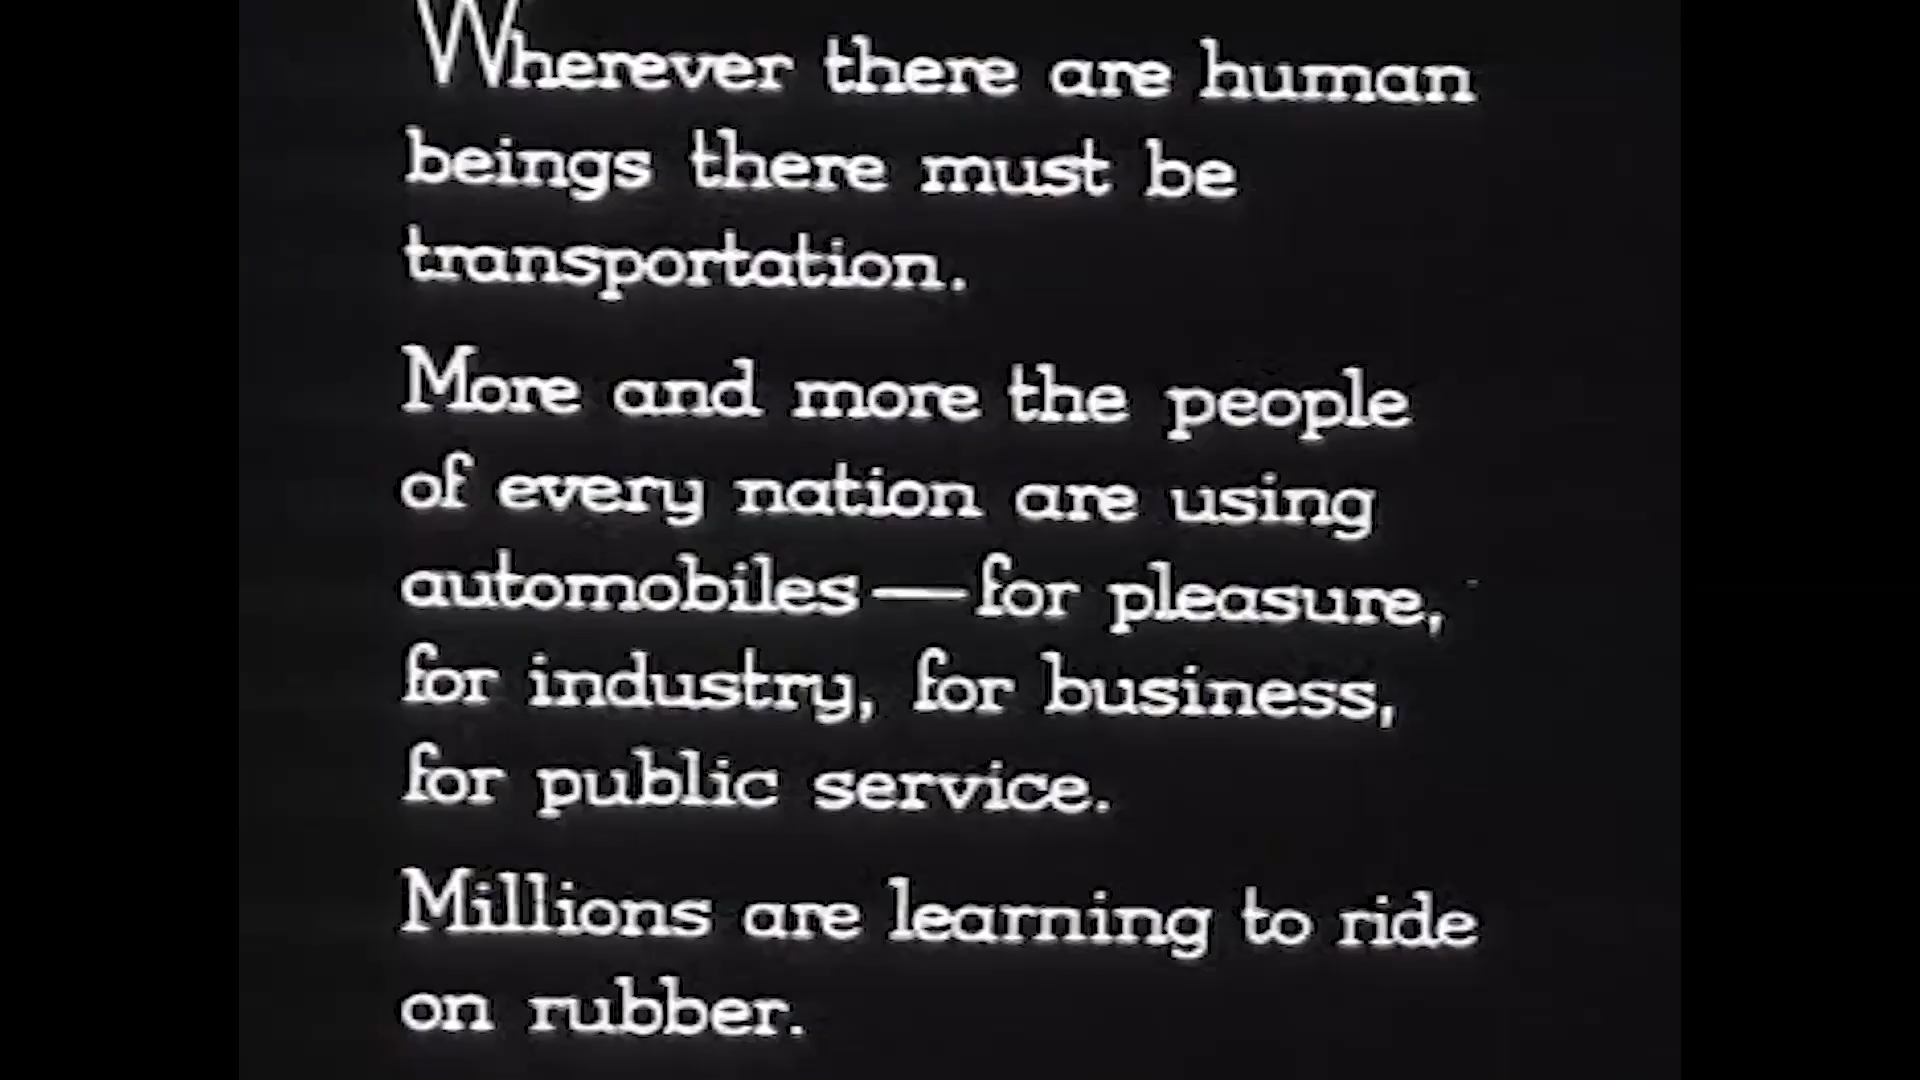 Wherever there are human
beings there must be
transportation.
More and more the people
of every nation are using
automobiles—for pleasure,
for industry, for business,
for public service.
Millions are learning to ride
on rubber.